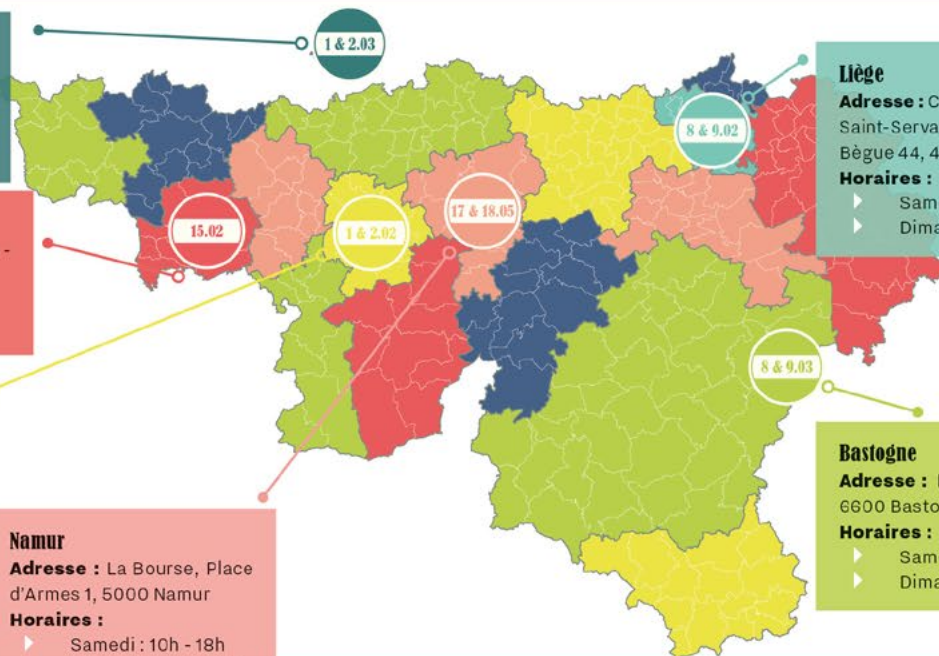 1 & 2.03
Liège
Adresse :
Saint-Serva
Bègue 44, 4
Horaires :
Sam
Dima
8 & 9.02
15.02
1 & 2.02
17 & 18.05
-
8 & 9.03
Bastogne
Adresse :
6600 Basto
Horaires :
Sam
Dima
Namur
Adresse : La Bourse, Place
d'Armes 1, 5000 Namur
Horaires :
Samedi : 10h - 18h